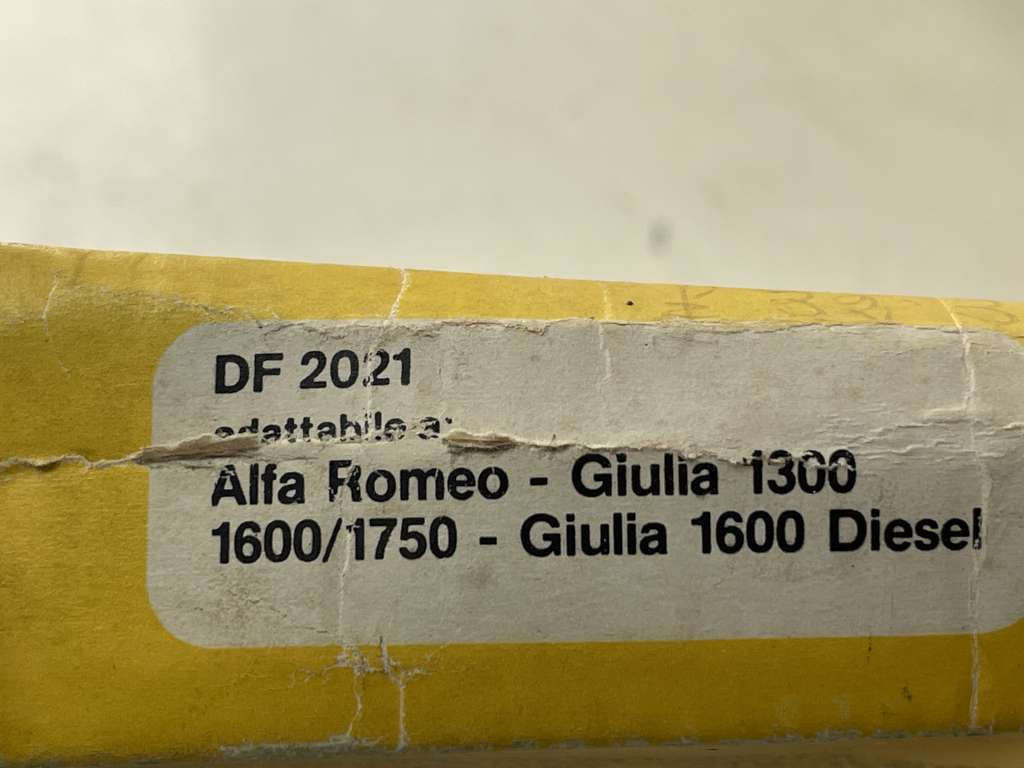 DF 2021
adattabile a:
Alfa Romeo - Giulia 1300
1600/1750 - Giulia 1600 Diesel